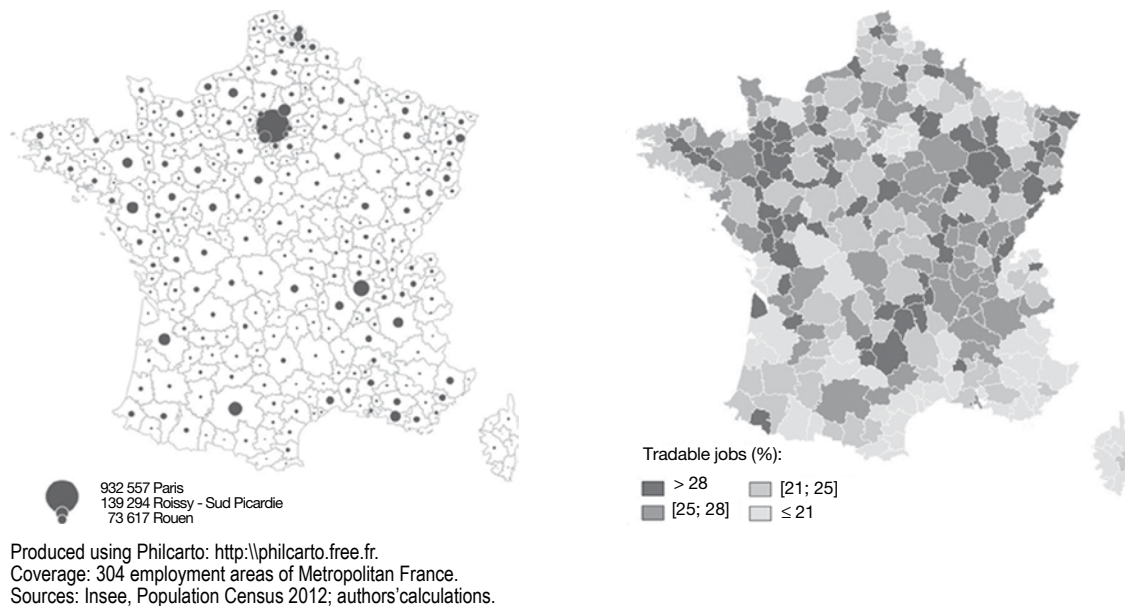 932 557 Paris
139 294 Roissy - Sud Picardie
73 617 Rouen
Tradable jobs (%):
> 28
[21; 25]
[25; 28]
≤ 21
Produced using Philcarto: http:\\philcarto.free.fr.
Coverage: 304 employment areas of Metropolitan France.
Sources: Insee, Population Census 2012; authors'calculations.